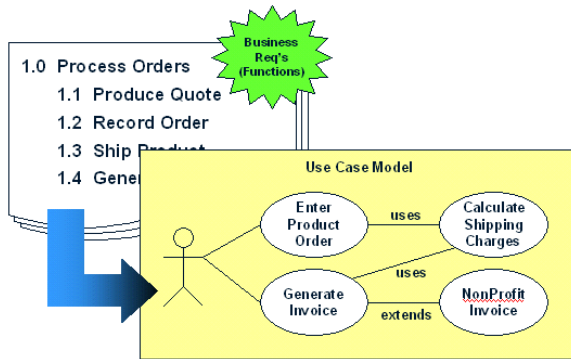 Business
Req's
(Functions)
1.0 Process Orders
1.1 Produce Quote
1.2 Record Order
1.3 Ship Product
1.4 Gener
Use Case Model
Enter
Product
Order
uses
Calculate
Shipping
Charges
uses
Generate
Invoice
extends
NonProfit
Invoice